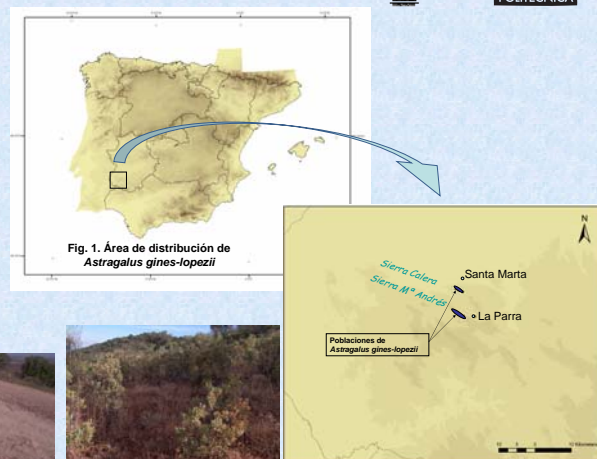 POLITÉCNICA
Fig. 1. Área de distribución de
Astragalus gines-lopezii
N
Sierra Calera
Sierra Mª Andrés
Santa Marta
La Parra
Poblaciones de
Astragalus gines-lopezii